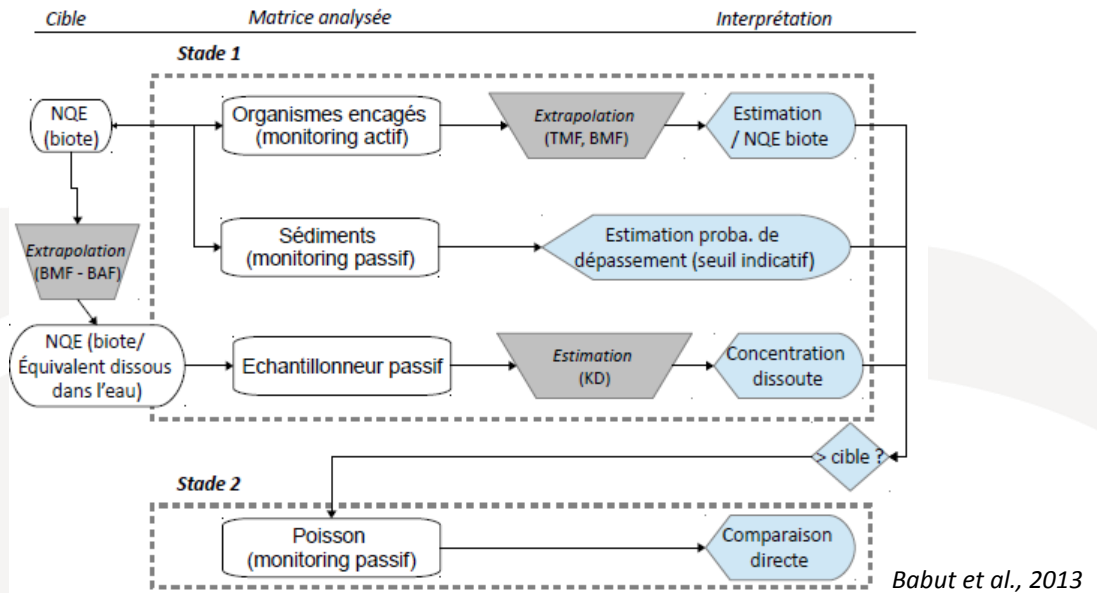 Cible
Matrice analysée
Interprétation
Stade 1
NQE
(biote)
Organismes encagés
(monitoring actif)
Extrapolation
(TMF, BMF)
Estimation
/ NQE biote
Extrapolation
(BMF - BAF)
Sédiments
(monitoring passif)
Estimation proba. de
dépassement (seuil indicatif)
NQE (biote/
Équivalent dissous
dans l'eau)
Echantillonneur passif
Estimation
(KD)
Concentration
dissoute
> cible ?
Stade 2
Poisson
(monitoring passif)
Comparaison
directe
Babut et al., 2013